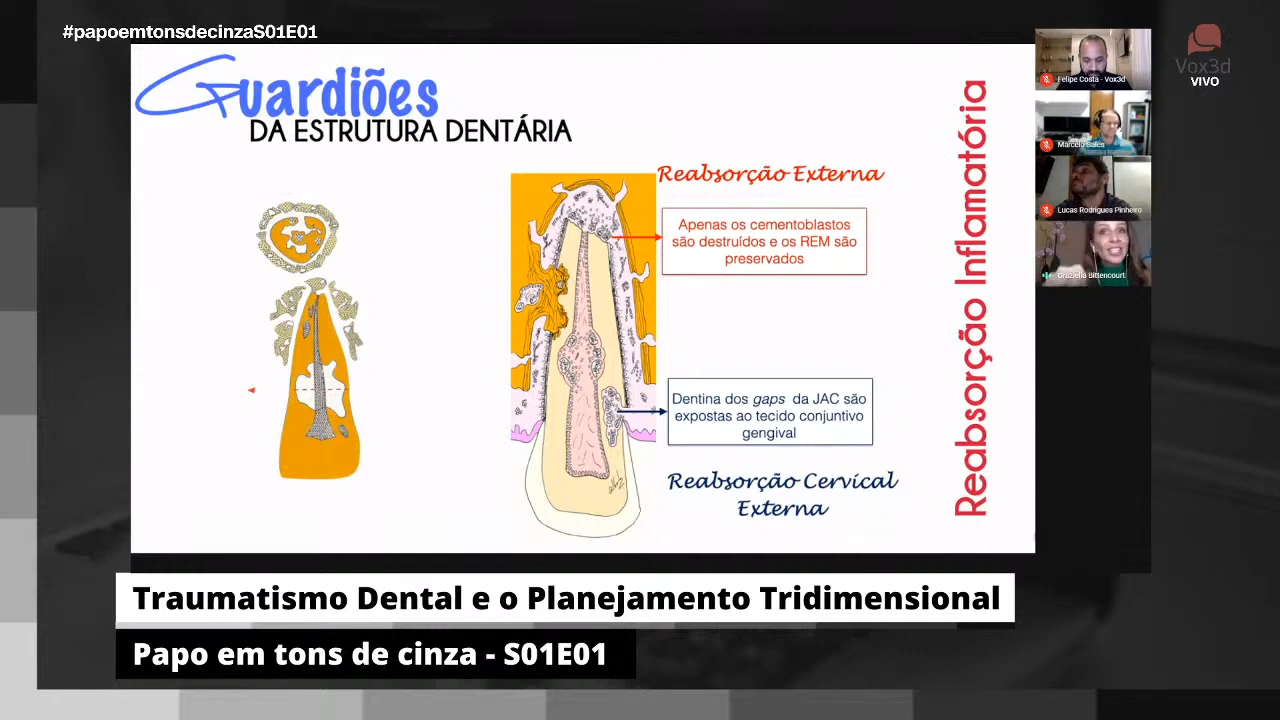 #papoemtonsdecinzaS01E01
Guardiões
DA ESTRUTURA DENTÁRIA
Reabsorção Externa
Apenas os cementoblastos
são destruídos e os REM são
preservados
Dentina dos gaps da JAC são
expostas ao tecido conjuntivo
gengival
Reabsorção Cervical
Externa
Reabsorção Inflamatória
Felipe Costa - Vox3d
Marcelo Sales
Lucas Rodrigues Pinheiro
Graziella Bittencourt
Vox3d
VIVO
Traumatismo Dental e o Planejamento Tridimensional
Papo em tons de cinza - S01E01